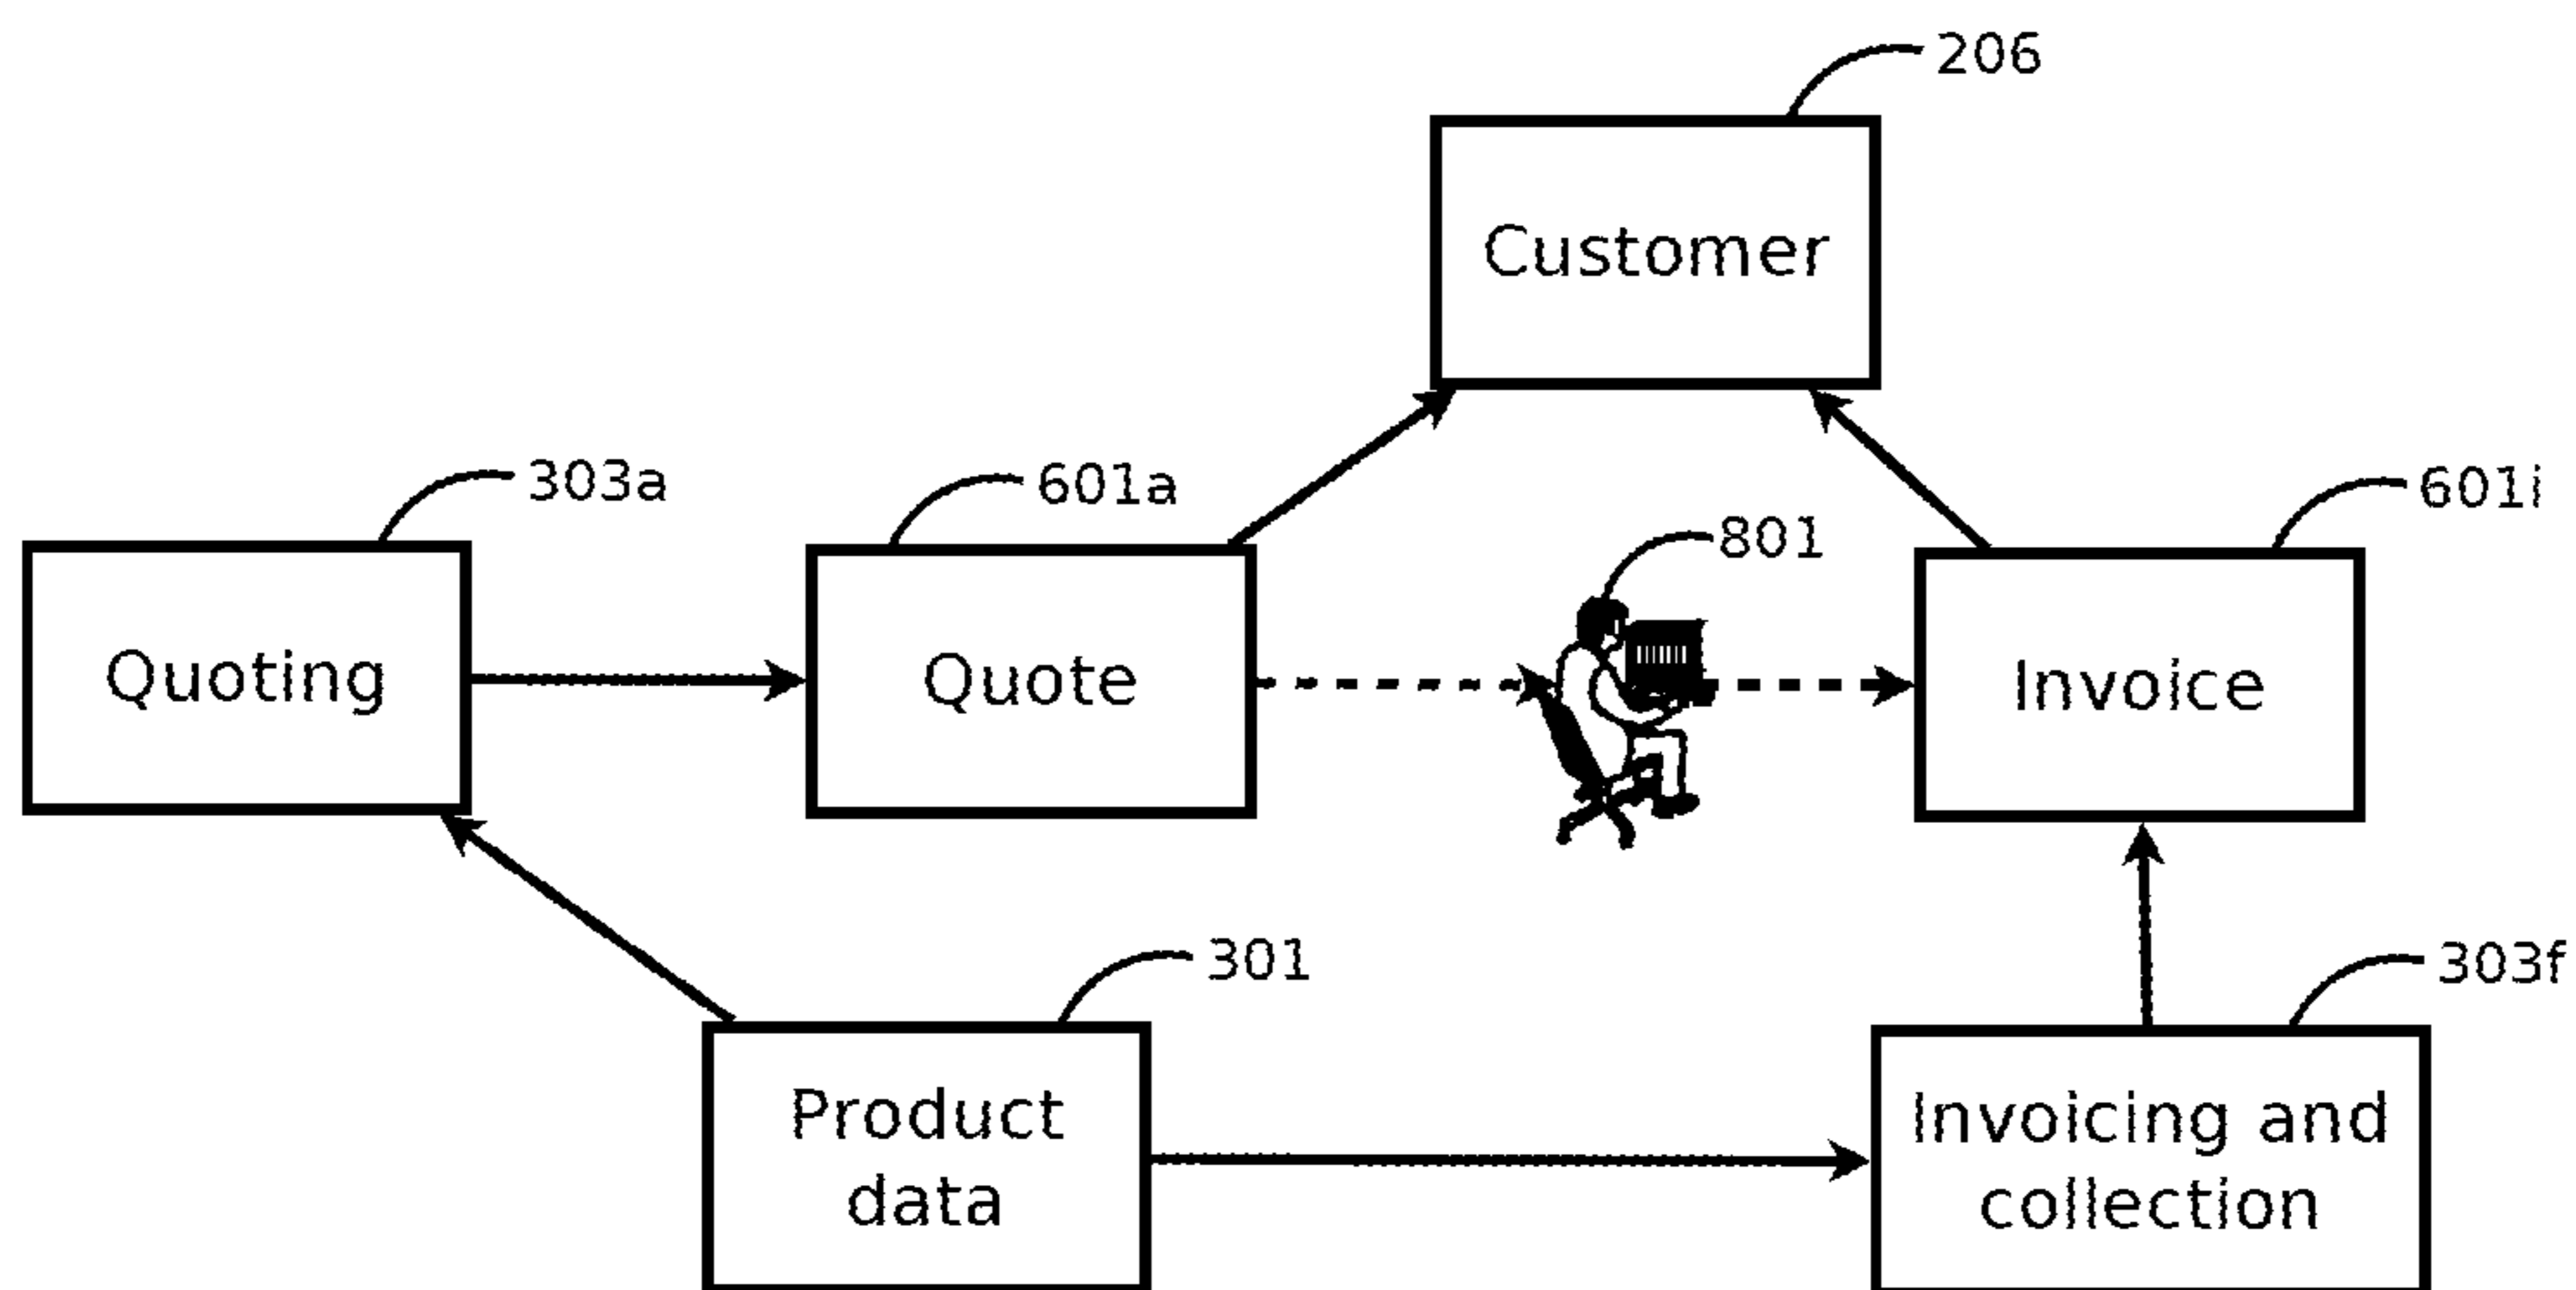 206
Customer
303a
601a
801
601i
Quoting
Quote
Invoice
301
303f
Product
data
Invoicing and
collection